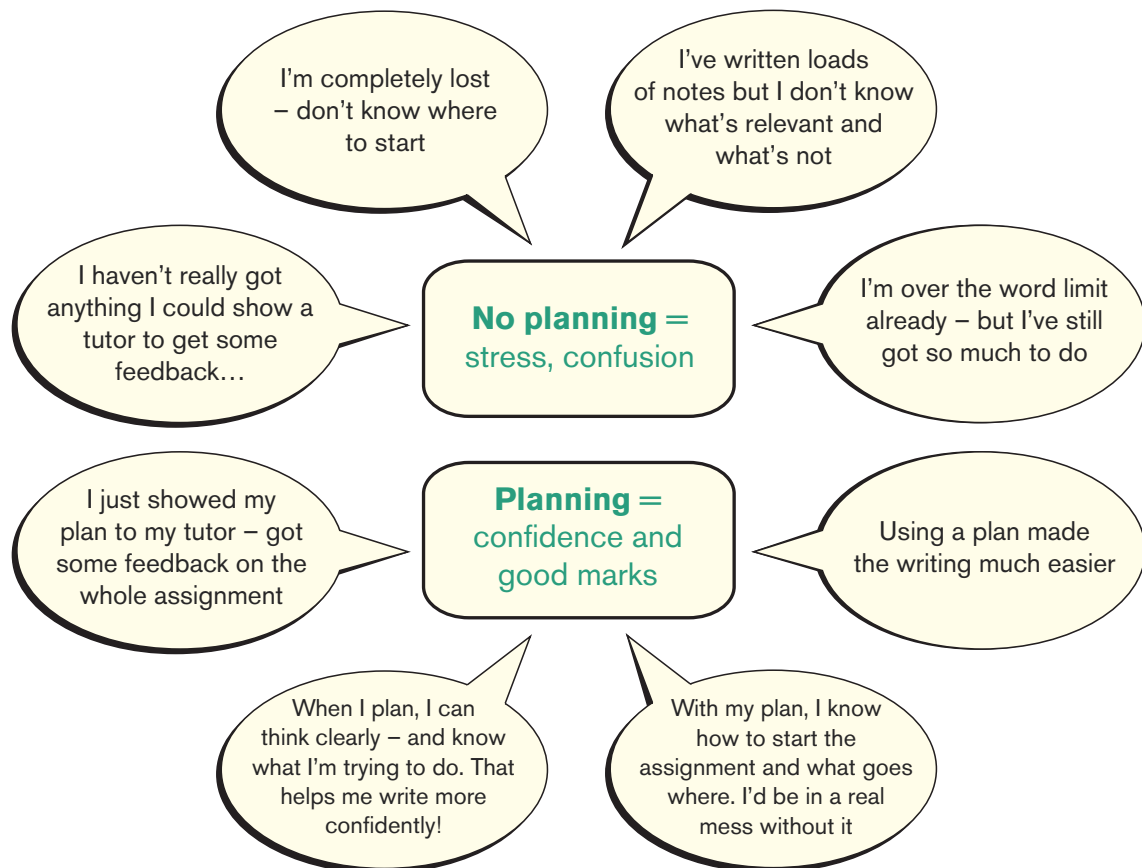 I’m completely lost
– don’t know where
to start
I’ve written loads
of notes but I don’t know
what’s relevant and
what’s not
I haven’t really got
anything I could show a
tutor to get some
feedback…
No planning =
stress, confusion
I’m over the word limit
already – but I’ve still
got so much to do
I just showed my
plan to my tutor – got
some feedback on the
whole assignment
Planning =
confidence and
good marks
Using a plan made
the writing much easier
When I plan, I can
think clearly – and know
what I’m trying to do. That
helps me write more
confidently!
With my plan, I know
how to start the
assignment and what goes
where. I’d be in a real
mess without it